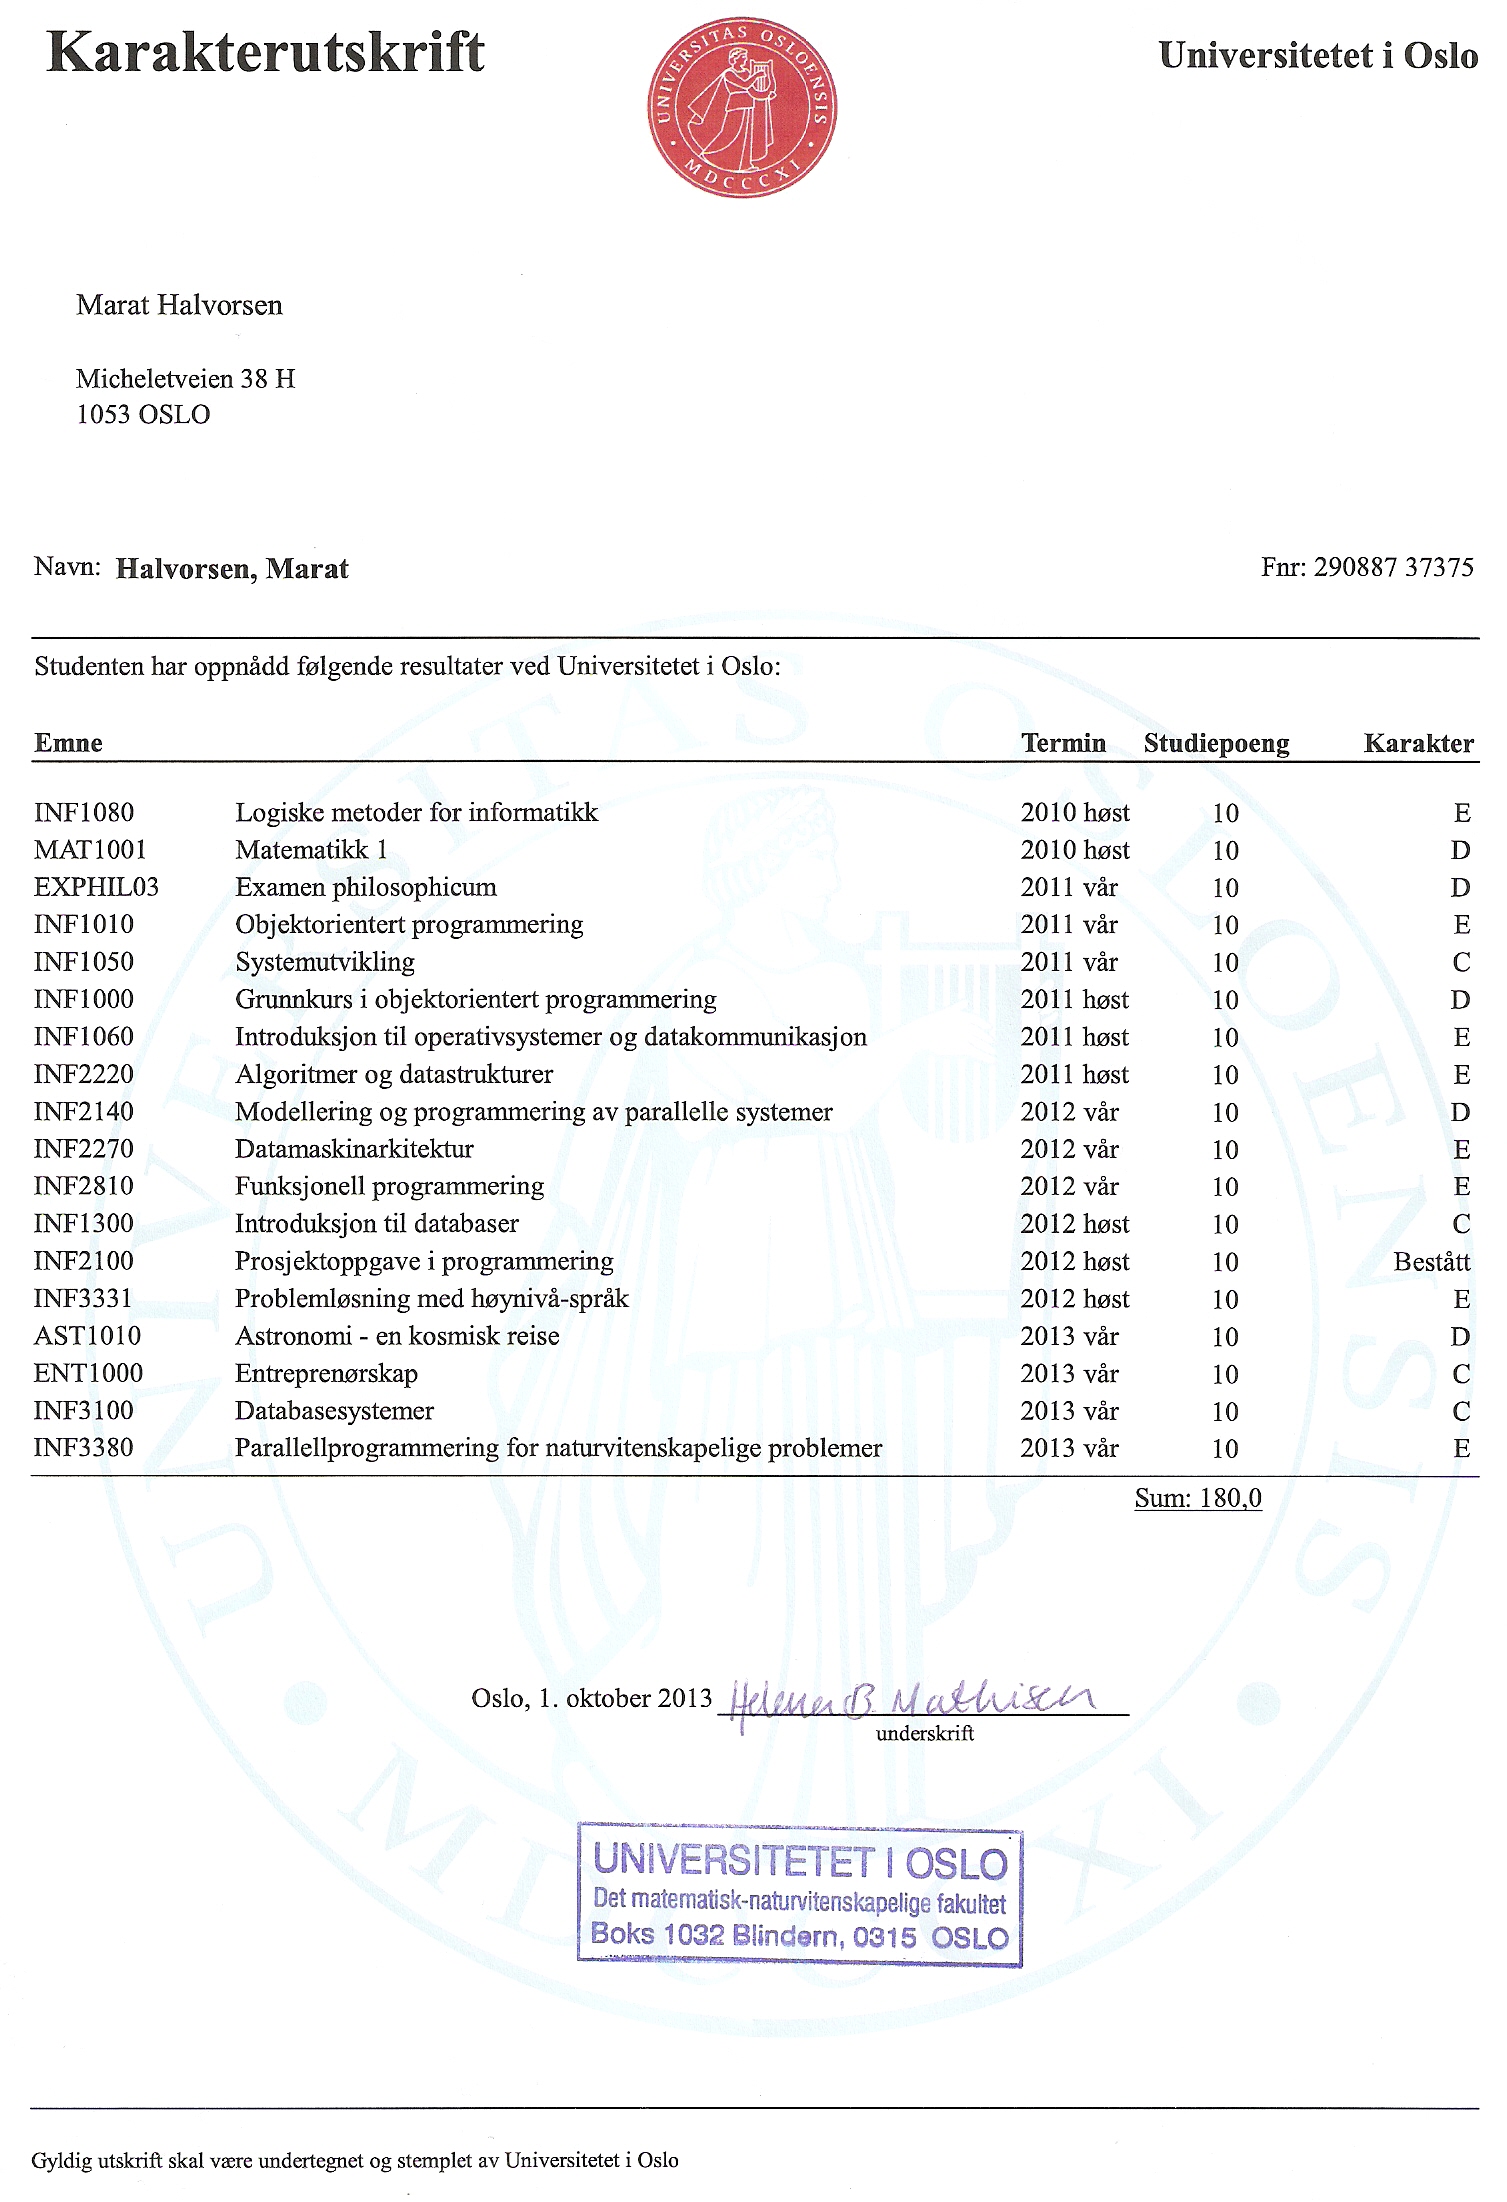 Karakterutskrift
UNIVERSITAS OSLOENSIS
MDCCCXI
Universitetet i Oslo
Marat Halvorsen
Micheletveien 38 H
1053 OSLO
Navn: Halvorsen, Marat Fnr: 290887 37375
Studenten har oppnådd følgende resultater ved Universitetet i Oslo:
Emne Termin Studiepoeng Karakter
INF1080 Logiske metoder for informatikk 2010 høst 10 E
MAT1001 Matematikk 1 2010 høst 10 D
EXPHIL03 Examen philosophicum 2011 vår 10 D
INF1010 Objektorientert programmering 2011 vår 10 E
INF1050 Systemutvikling 2011 vår 10 C
INF1000 Grunnkurs i objektorientert programmering 2011 høst 10 D
INF1060 Introduksjon til operativsystemer og datakommunikasjon 2011 høst 10 E
INF2220 Algoritmer og datastrukturer 2011 høst 10 E
INF2140 Modellering og programmering av parallelle systemer 2012 vår 10 D
INF2270 Datamaskinarkitektur 2012 vår 10 E
INF2810 Funksjonell programmering 2012 vår 10 E
INF1300 Introduksjon til databaser 2012 høst 10 C
INF2100 Prosjektoppgave i programmering 2012 høst 10 Bestått
INF3331 Problemløsning med høynivå-språk 2012 høst 10 E
AST1010 Astronomi - en kosmisk reise 2013 vår 10 D
ENT1000 Entreprenørskap 2013 vår 10 C
INF3100 Databasesystemer 2013 vår 10 C
INF3380 Parallellprogrammering for naturvitenskapelige problemer 2013 vår 10 E
Sum: 180,0
UNIVERSITAS OSLOENSIS
MDCCCXI
Oslo, 1. oktober 2013 Helene B. Mathisen
underskrift
UNIVERSITETET I OSLO
Det matematisk-naturvitenskapelige fakultet
Boks 1032 Blindern, 0315 OSLO
Gyldig utskrift skal være undertegnet og stemplet av Universitetet i Oslo